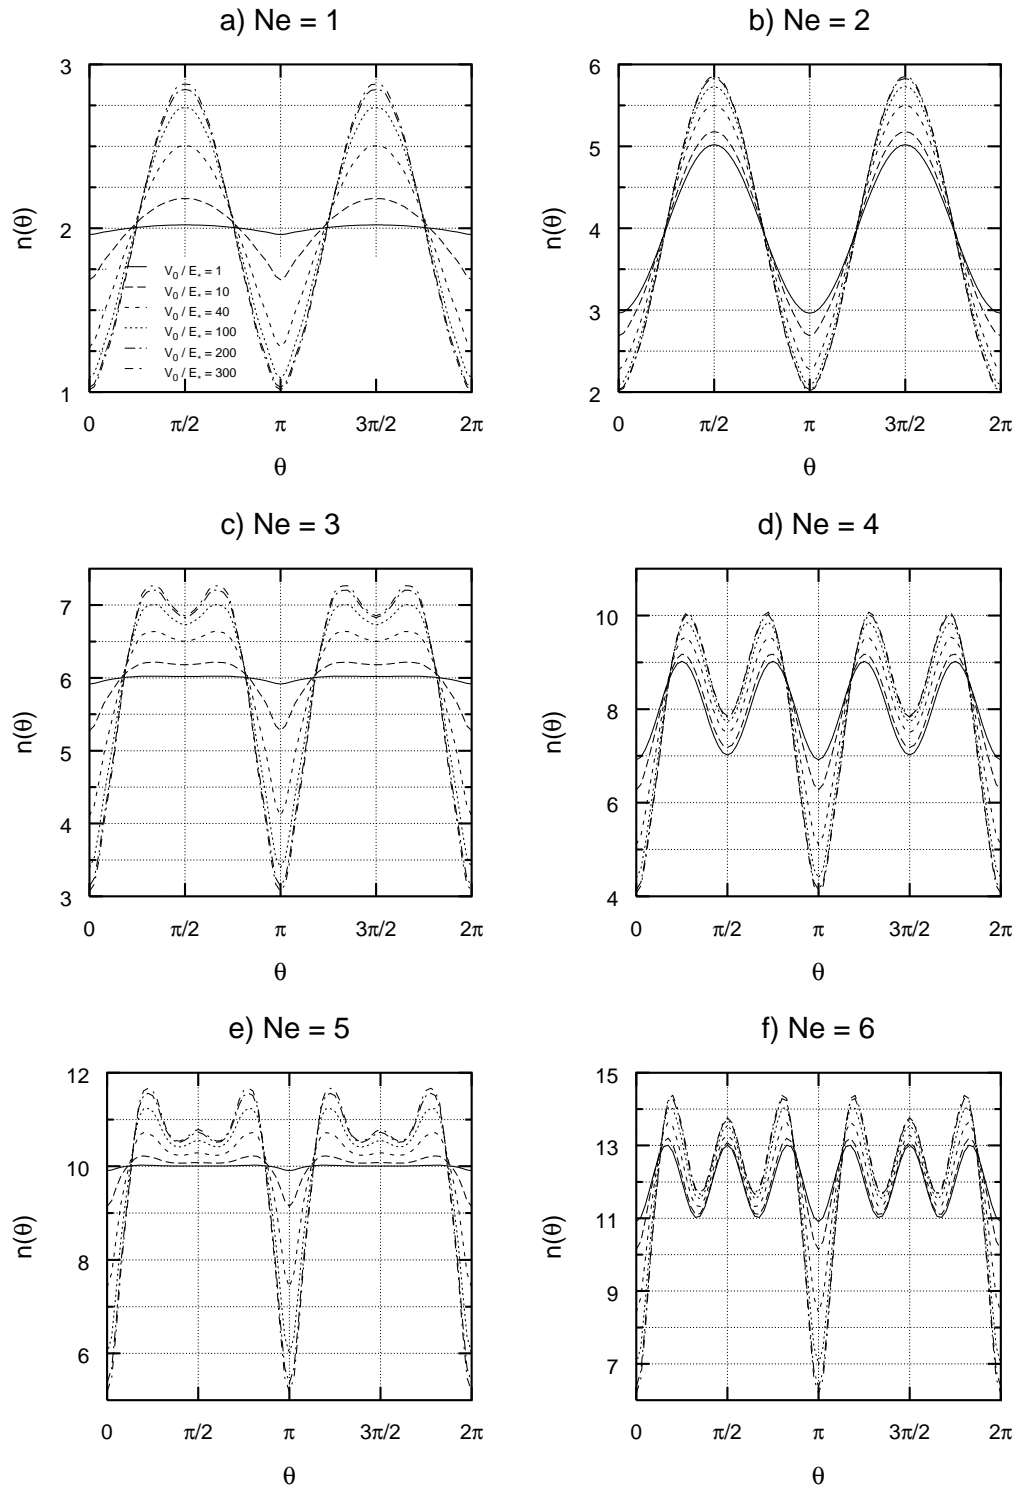 a) Ne = 1
3
2
1
n(θ)
V0 / E* = 1
V0 / E* = 10
V0 / E* = 40
V0 / E* = 100
V0 / E* = 200
V0 / E* = 300
0 π/2 π 3π/2 2π
θ
b) Ne = 2
6
5
4
3
2
n(θ)
0 π/2 π 3π/2 2π
θ
c) Ne = 3
7
6
5
4
3
n(θ)
0 π/2 π 3π/2 2π
θ
d) Ne = 4
10
8
6
4
n(θ)
0 π/2 π 3π/2 2π
θ
e) Ne = 5
12
10
8
6
n(θ)
0 π/2 π 3π/2 2π
θ
f) Ne = 6
15
13
11
9
7
n(θ)
0 π/2 π 3π/2 2π
θ